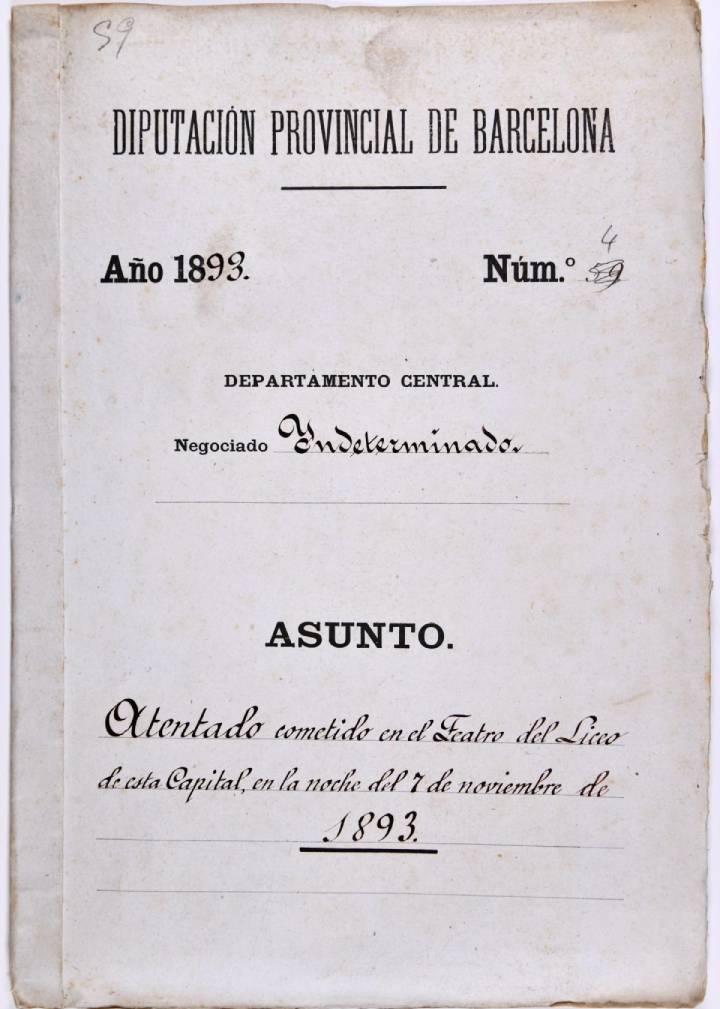 59
DIPUTACIÓN PROVINCIAL DE BARCELONA
Año 1893.
4
Núm.º 59
DEPARTAMENTO CENTRAL.
Negociado Yndeterminado.
ASUNTO.
Atentado cometido en el Teatro del Liceo
de esta Capital, en la noche del 7 de noviembre de
1893.